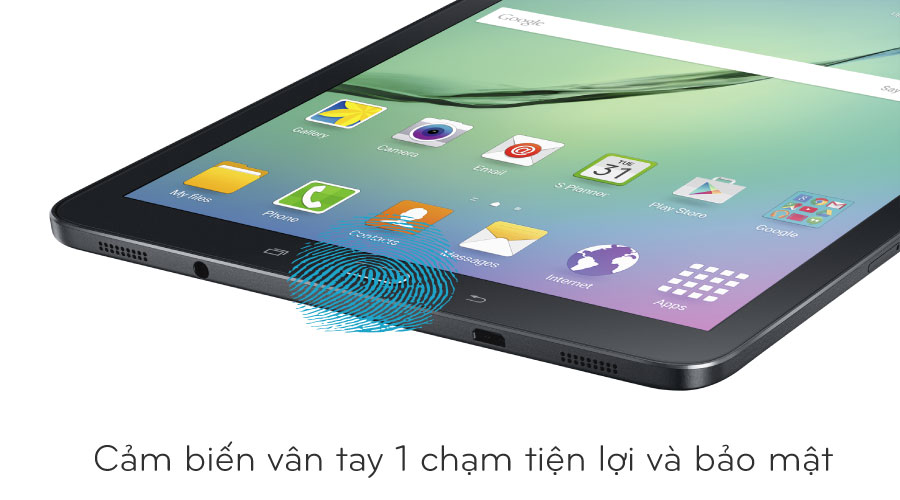 Google
Say
Gallery
Camera
Email
TUE
31
S Planner
Play Store
Google
My files
Phone
Contacts
Messages
Internet
Apps
Cảm biến vân tay 1 chạm tiện lợi và bảo mật